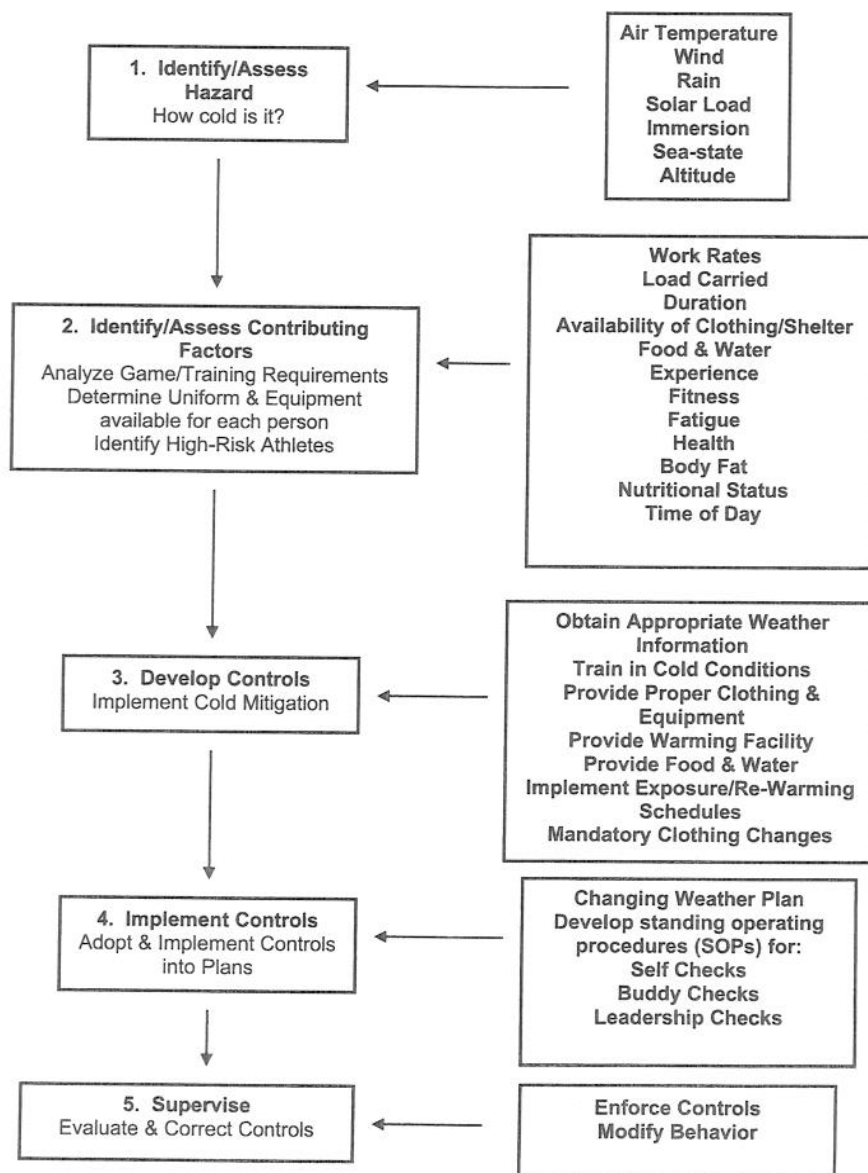 1. Identify/Assess
Hazard
How cold is it?
Air Temperature
Wind
Rain
Solar Load
Immersion
Sea-state
Altitude
2. Identify/Assess Contributing
Factors
Analyze Game/Training Requirements
Determine Uniform & Equipment
available for each person
Identify High-Risk Athletes
Work Rates
Load Carried
Duration
Availability of Clothing/Shelter
Food & Water
Experience
Fitness
Fatigue
Health
Body Fat
Nutritional Status
Time of Day
3. Develop Controls
Implement Cold Mitigation
Obtain Appropriate Weather
Information
Train in Cold Conditions
Provide Proper Clothing &
Equipment
Provide Warming Facility
Provide Food & Water
Implement Exposure/Re-Warming
Schedules
Mandatory Clothing Changes
4. Implement Controls
Adopt & Implement Controls
into Plans
Changing Weather Plan
Develop standing operating
procedures (SOPs) for:
Self Checks
Buddy Checks
Leadership Checks
5. Supervise
Evaluate & Correct Controls
Enforce Controls
Modify Behavior